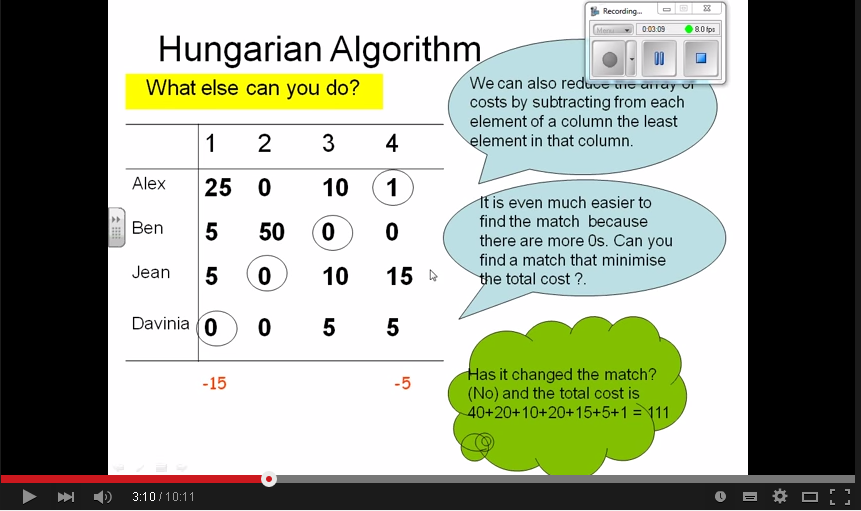 Recording...
Menu
0:03:09
8.0 fps
Hungarian Algorithm
What else can you do?
We can also reduce the array of
costs by subtracting from each
element of a column the least
element in that column.
1 2 3 4
Alex 25 0 10 1
Ben 5 50 0 0
Jean 5 0 10 15
Davinia 0 0 5 5
-15 -5
It is even much easier to
find the match because
there are more 0s. Can you
find a match that minimise
the total cost ?.
Has it changed the match?
(No) and the total cost is
40+20+10+20+15+5+1 = 111
3:10 / 10:11